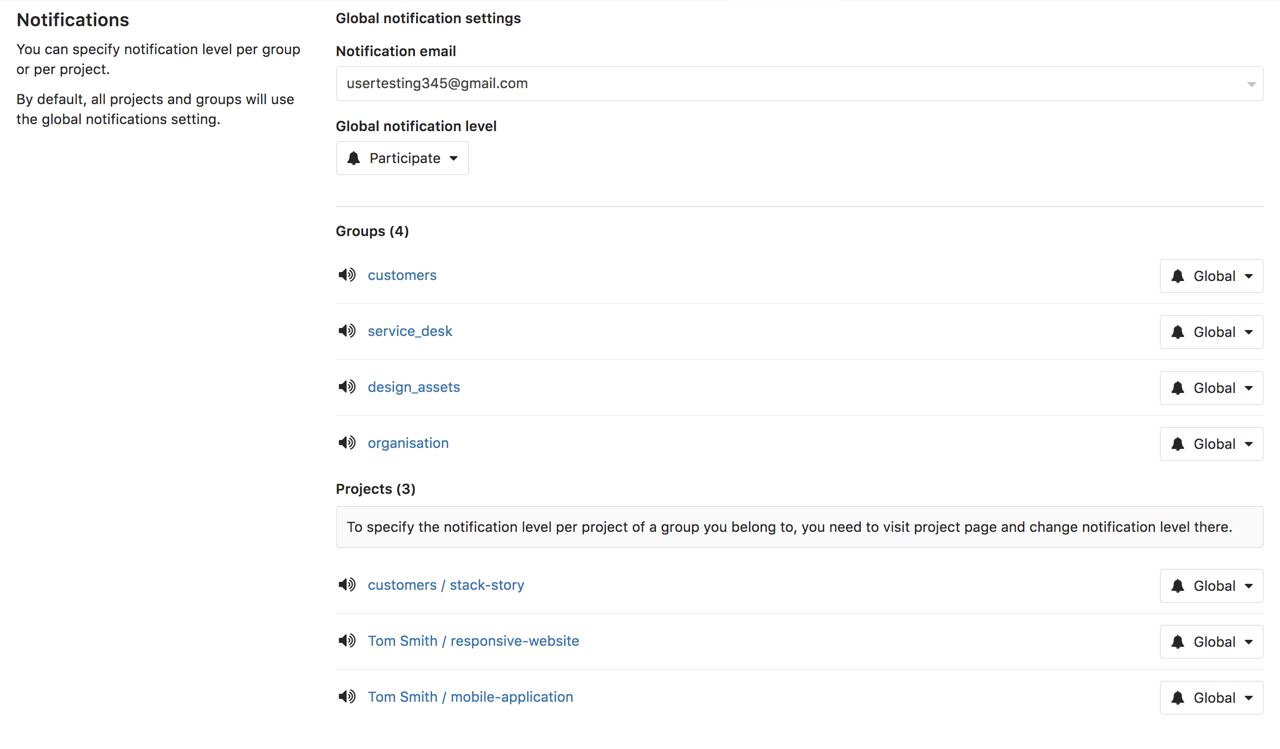 Notifications
You can specify notification level per group
or per project.
By default, all projects and groups will use
the global notifications setting.
Global notification settings
Notification email
usertesting345@gmail.com
Global notification level
Participate
Groups (4)
customers
Global
service_desk
Global
design_assets
Global
organisation
Global
Projects (3)
To specify the notification level per project of a group you belong to, you need to visit project page and change notification level there.
customers / stack-story
Global
Tom Smith / responsive-website
Global
Tom Smith / mobile-application
Global